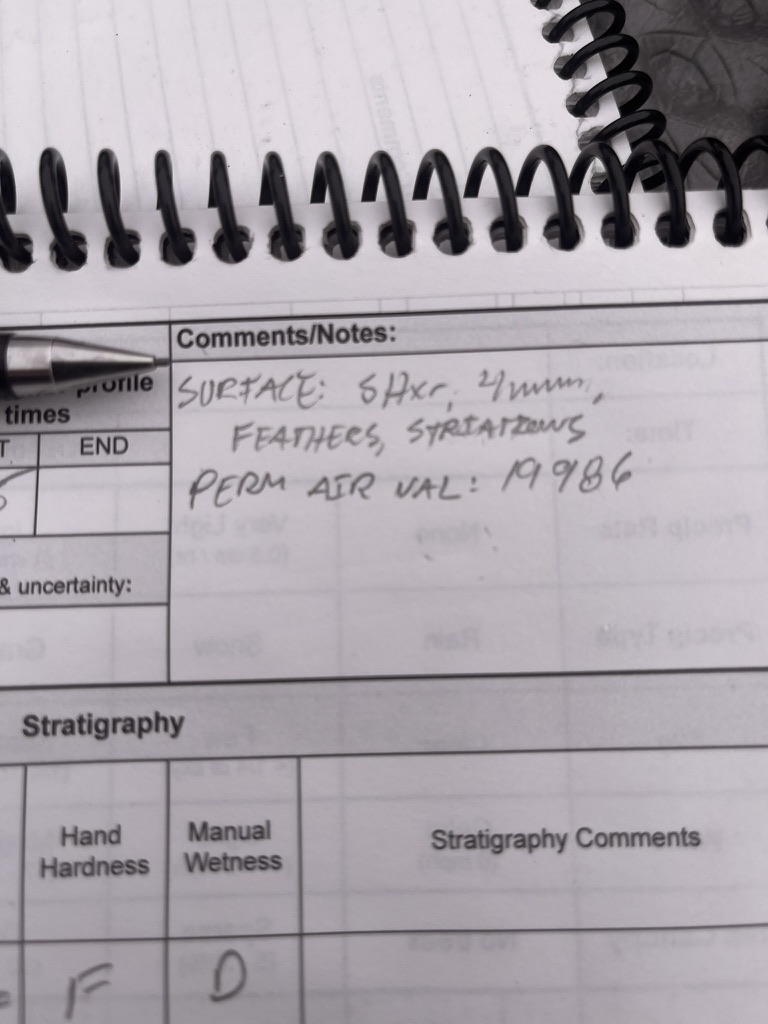 Comments/Notes:
SURFACE: SHxr, 4mm,
FEATHERS, STRIATIONS
PERM AIR VAL: 19986
profile
times
END
& uncertainty:
Stratigraphy
Hand
Hardness
Manual
Wetness
Stratigraphy Comments
F
D